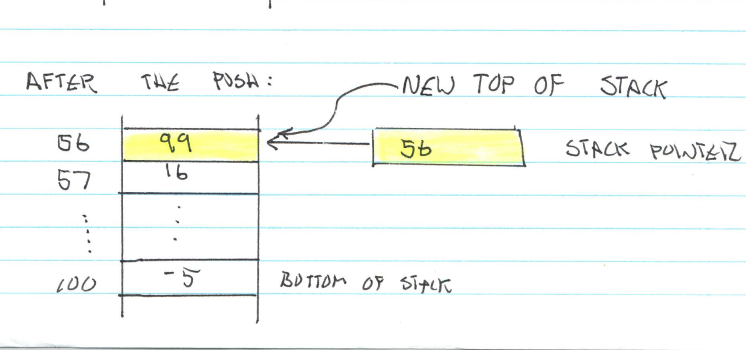 AFTER THE PUSH:
NEW TOP OF STACK
56 99 56 STACK POINTER
57 16
100 -5 BOTTOM OF STACK